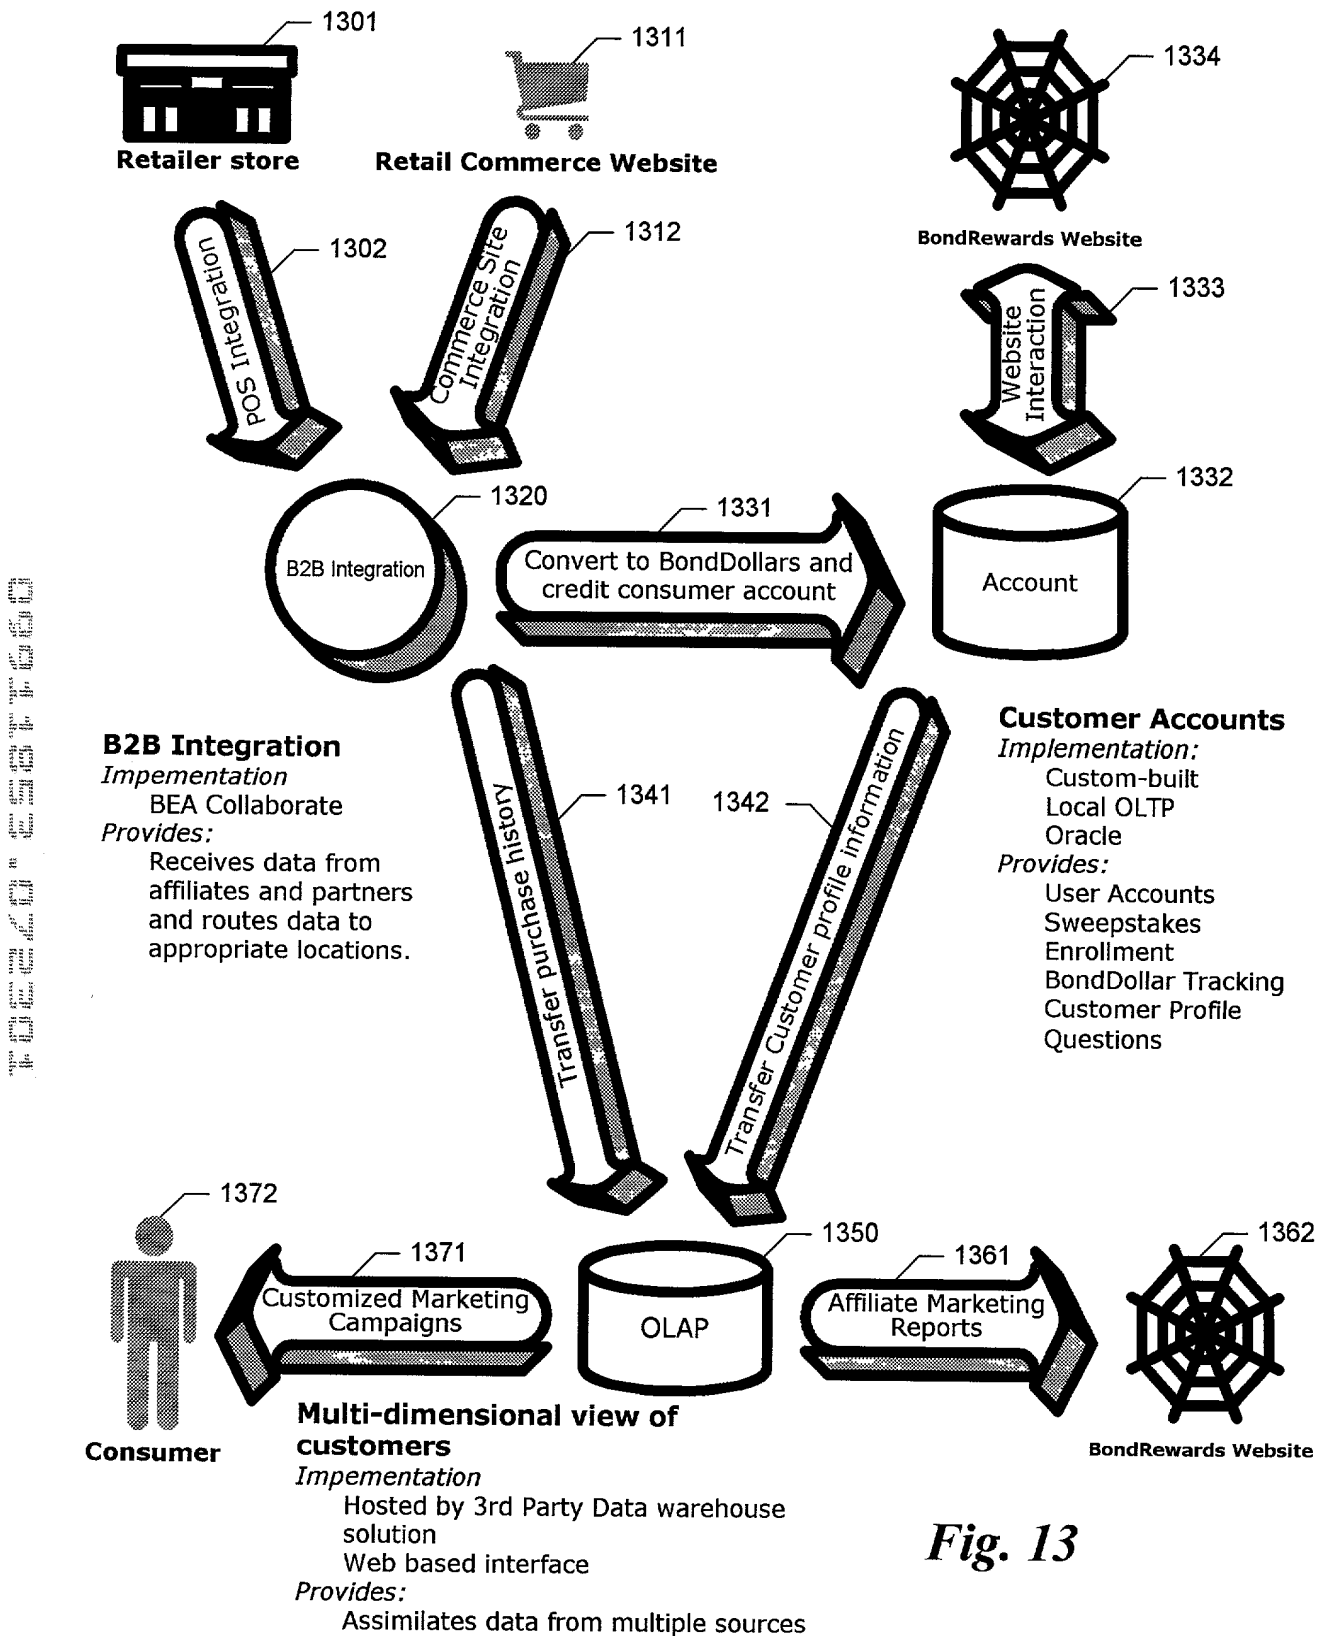 1301
1311
1334
Retailer store
Retail Commerce Website
BondRewards Website
1302
1312
1333
POS Integration
Commerce Site
Integration
Website
Interaction
1320
1331
1332
B2B Integration
Convert to BondDollars and
credit consumer account
Account
B2B Integration
Impementation
BEA Collaborate
Provides:
Receives data from
affiliates and partners
and routes data to
appropriate locations.
1341
1342
Transfer purchase history
Transfer Customer profile information
Customer Accounts
Implementation:
Custom-built
Local OLTP
Oracle
Provides:
User Accounts
Sweepstakes
Enrollment
BondDollar Tracking
Customer Profile
Questions
1372
1371
1350
1361
1362
Customized Marketing
Campaigns
OLAP
Affiliate Marketing
Reports
Consumer
BondRewards Website
Multi-dimensional view of
customers
Impementation
Hosted by 3rd Party Data warehouse
solution
Web based interface
Provides:
Assimilates data from multiple sources
Fig. 13